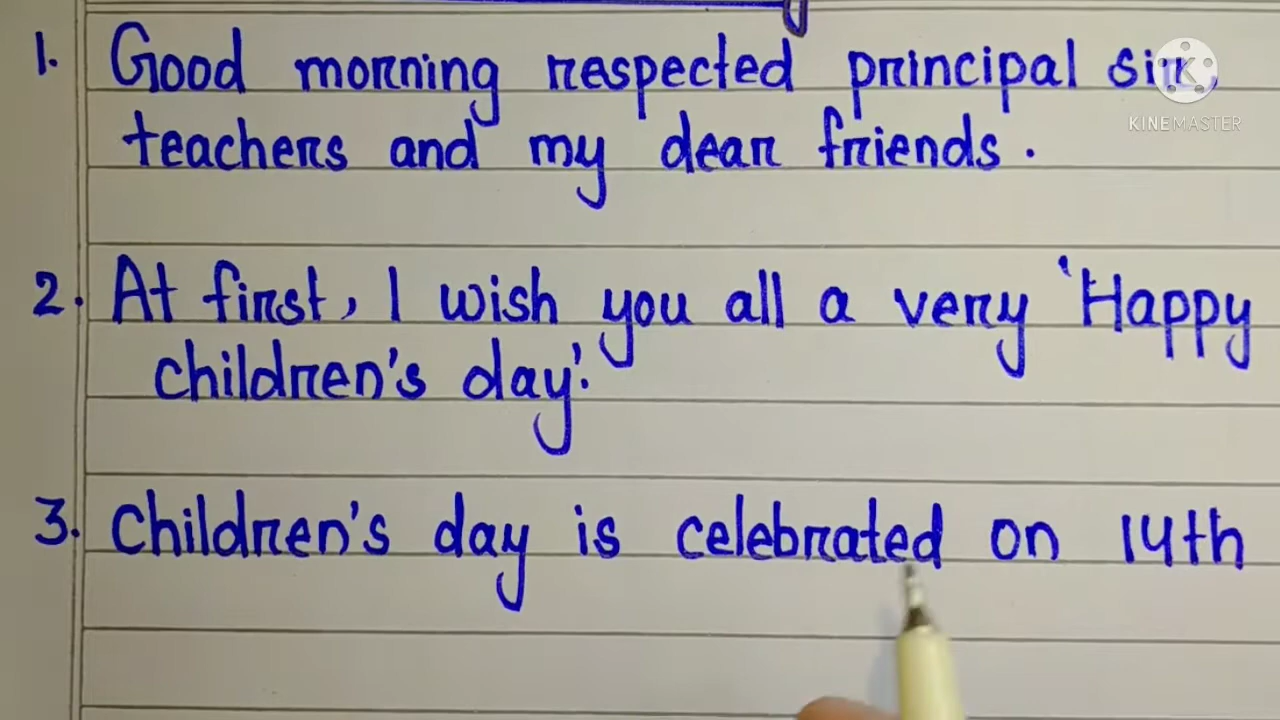 1. Good morning respected principal sir,
teachers and my dear friends.
2. At first, I wish you all a very 'Happy
children's day'.
3. Children's day is celebrated on 14th
KINEMASTER